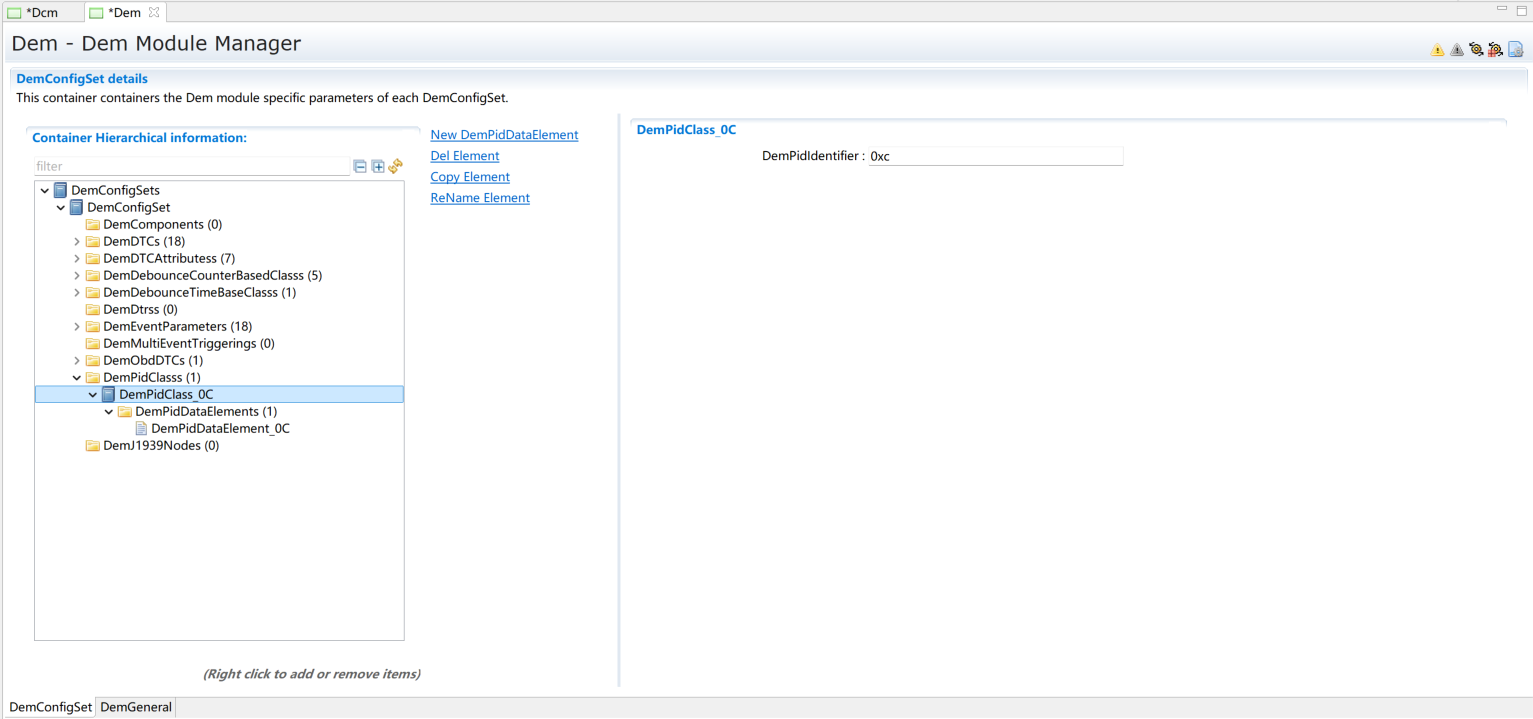 *Dcm
*Dem
Dem - Dem Module Manager
DemConfigSet details
This container containers the Dem module specific parameters of each DemConfigSet.
Container Hierarchical information:
filter
DemConfigSets
DemConfigSet
DemComponents (0)
DemDTCs (18)
DemDTCAttributess (7)
DemDebounceCounterBasedClasss (5)
DemDebounceTimeBaseClasss (1)
DemDtrss (0)
DemEventParameters (18)
DemMultiEventTriggerings (0)
DemObdDTCs (1)
DemPidClasss (1)
DemPidClass_0C
DemPidDataElements (1)
DemPidDataElement_0C
DemJ1939Nodes (0)
(Right click to add or remove items)
New DemPidDataElement
Del Element
Copy Element
ReName Element
DemPidClass_0C
DemPidIdentifier : 0xc
DemConfigSet
DemGeneral